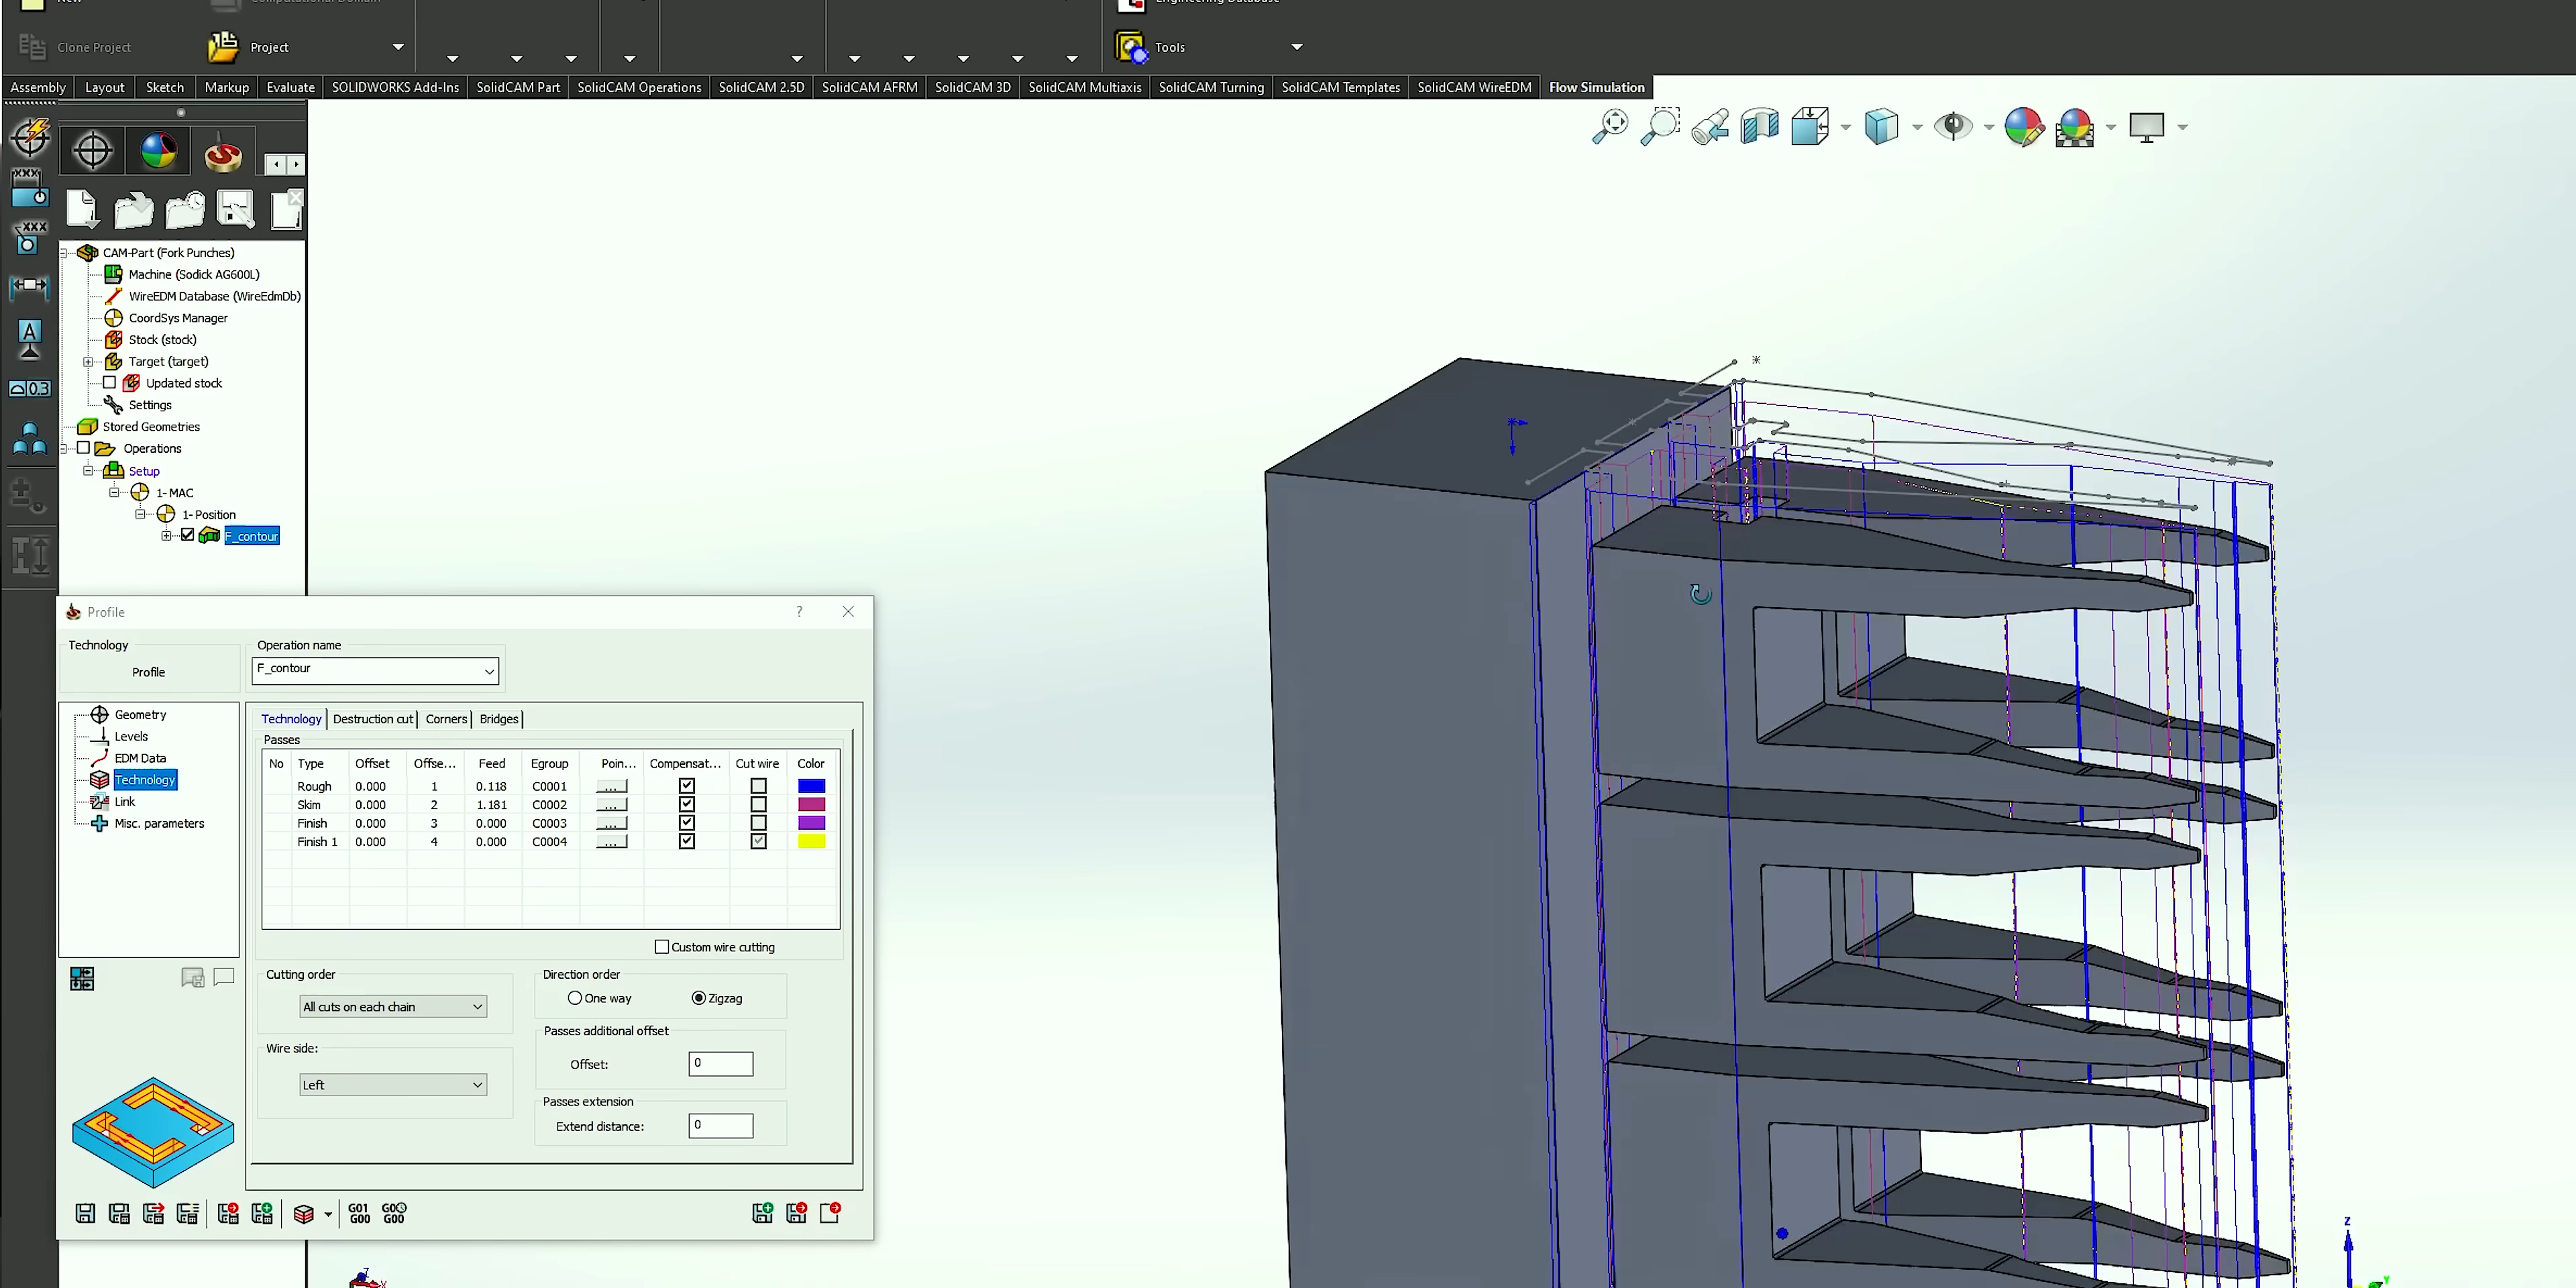 New
Computational Domain
Engineering Database
Clone Project
Project
Tools
Assembly
Layout
Sketch
Markup
Evaluate
SOLIDWORKS Add-Ins
SolidCAM Part
SolidCAM Operations
SolidCAM 2.5D
SolidCAM AFRM
SolidCAM 3D
SolidCAM Multiaxis
SolidCAM Turning
SolidCAM Templates
SolidCAM WireEDM
Flow Simulation
CAM-Part (Fork Punches)
Machine (Sodick AG600L)
WireEDM Database (WireEdmDb)
CoordSys Manager
Stock (stock)
Target (target)
Updated stock
Settings
Stored Geometries
Operations
Setup
1- MAC
1- Position
F_contour
Profile
?
Technology
Operation name
Profile
F_contour
Geometry
Levels
EDM Data
Technology
Link
Misc. parameters
Technology
Destruction cut
Corners
Bridges
Passes
No Type Offset Offse... Feed Egroup Poin... Compensat... Cut wire Color
Rough 0.000 1 0.118 C0001 ...
Skim 0.000 2 1.181 C0002 ...
Finish 0.000 3 0.000 C0003 ...
Finish 1 0.000 4 0.000 C0004 ...
Custom wire cutting
Cutting order
All cuts on each chain
Direction order
One way
Zigzag
Passes additional offset
Offset: 0
Wire side:
Left
Passes extension
Extend distance: 0
G01
G00
G00
G00
Z
Y
Z
X